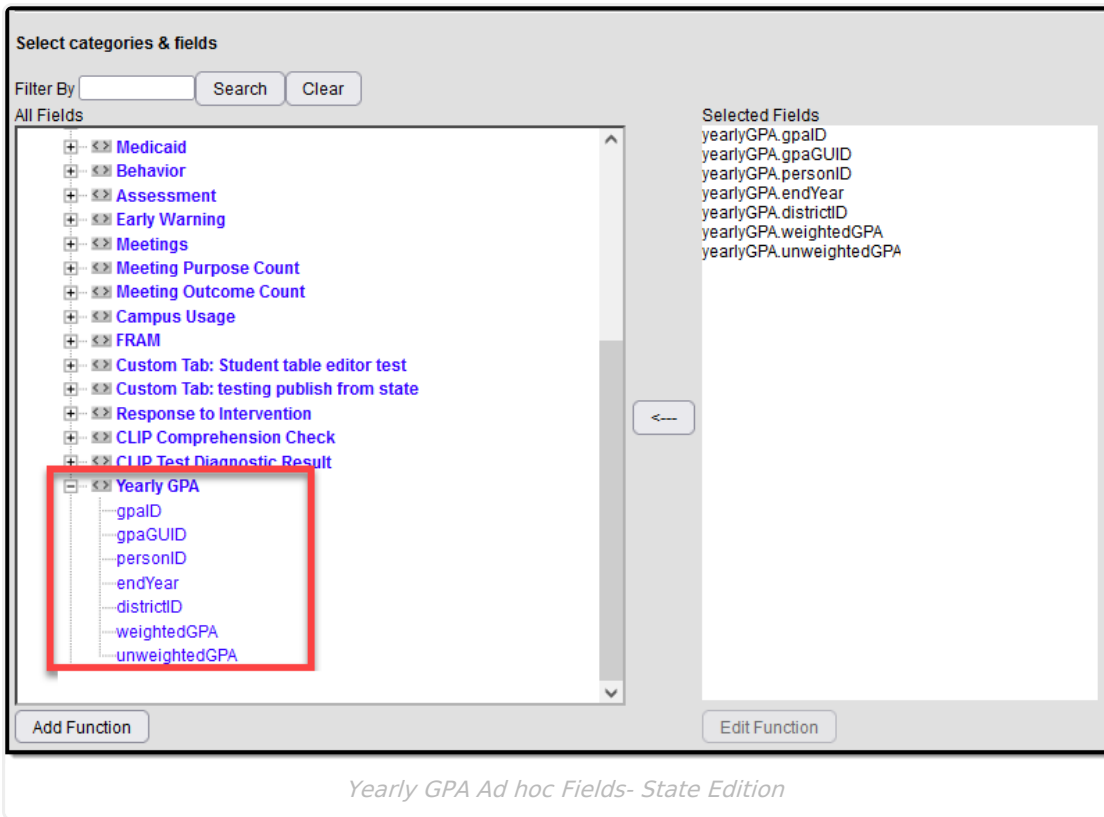 Select categories & fields
Filter By Search Clear
All Fields
Medicaid
Behavior
Assessment
Early Warning
Meetings
Meeting Purpose Count
Meeting Outcome Count
Campus Usage
FRAM
Custom Tab: Student table editor test
Custom Tab: testing publish from state
Response to Intervention
CLIP Comprehension Check
CLIP Test Diagnostic Result
Yearly GPA
gpaID
gpaGUID
personID
endYear
districtID
weightedGPA
unweightedGPA
Add Function
<---
Selected Fields
yearlyGPA.gpaID
yearlyGPA.gpaGUID
yearlyGPA.personID
yearlyGPA.endYear
yearlyGPA.districtID
yearlyGPA.weightedGPA
yearlyGPA.unweightedGPA
Edit Function
Yearly GPA Ad hoc Fields- State Edition